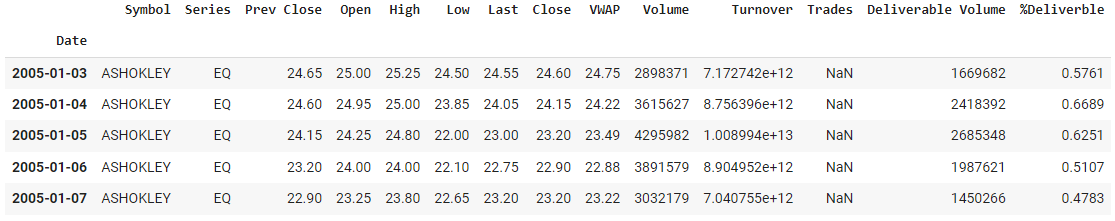 Symbol Series Prev Close Open High Low Last Close VWAP Volume Turnover Trades Deliverable Volume %Deliverble
Date
2005-01-03 ASHOKLEY EQ 24.65 25.00 25.25 24.50 24.55 24.60 24.75 2898371 7.172742e+12 NaN 1669682 0.5761
2005-01-04 ASHOKLEY EQ 24.60 24.95 25.00 23.85 24.05 24.15 24.22 3615627 8.756396e+12 NaN 2418392 0.6689
2005-01-05 ASHOKLEY EQ 24.15 24.25 24.80 22.00 23.00 23.20 23.49 4295982 1.008994e+13 NaN 2685348 0.6251
2005-01-06 ASHOKLEY EQ 23.20 24.00 24.00 22.10 22.75 22.90 22.88 3891579 8.904952e+12 NaN 1987621 0.5107
2005-01-07 ASHOKLEY EQ 22.90 23.25 23.80 22.65 23.20 23.20 23.22 3032179 7.040755e+12 NaN 1450266 0.4783